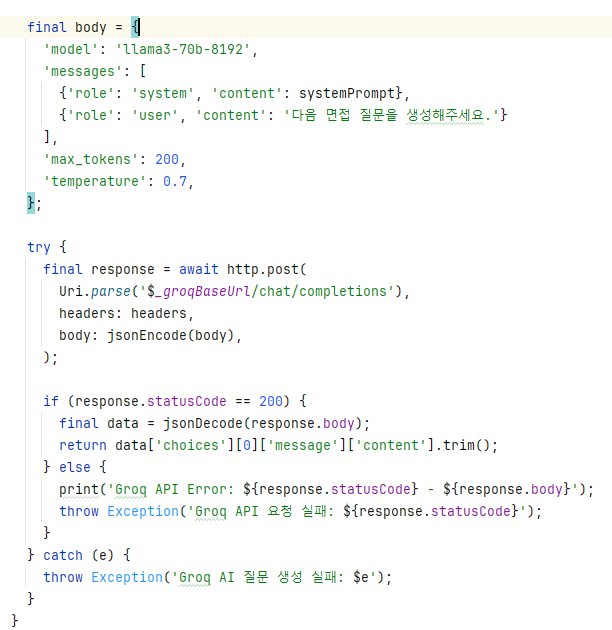 final body = {
'model': 'llama3-70b-8192',
'messages': [
{'role': 'system', 'content': systemPrompt},
{'role': 'user', 'content': '다음 면접 질문을 생성해주세요.'}
],
'max_tokens': 200,
'temperature': 0.7,
};
try {
final response = await http.post(
Uri.parse('$_groqBaseUrl/chat/completions'),
headers: headers,
body: jsonEncode(body),
);
if (response.statusCode == 200) {
final data = jsonDecode(response.body);
return data['choices'][0]['message']['content'].trim();
} else {
print('Groq API Error: ${response.statusCode} - ${response.body}');
throw Exception('Groq API 요청 실패: ${response.statusCode}');
}
} catch (e) {
throw Exception('Groq AI 질문 생성 실패: $e');
}
}